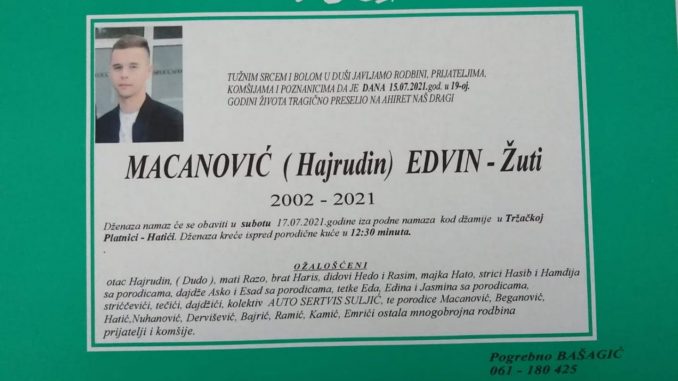 TUŽNIM SRCEM I BOLOM U DUŠI JAVLJAMO RODBINI, PRIJATELJIMA,
KOMŠIJAMA I POZNANICIMA DA JE DANA 15.07.2021.god. u 19-oj.
GODINI ŽIVOTA TRAGIČNO PRESELIO NA AHIRET NAŠ DRAGI
MACANOVIĆ (Hajrudin) EDVIN - Žuti
2002 - 2021
Dženaza namaz će se obaviti u subotu 17.07.2021.godine iza podne namaza kod džamije u Tržačkoj
Platnici - Hatići. Dženaza kreće ispred porodične kuće u 12:30 minuta.
.
OŽALOŠĆENI
otac Hajrudin, ( Dudo ), mati Razo, brat Haris, didovi Hedo i Rasim, majka Hato, strici Hasib i Hamdija
sa porodicama, dajdže Asko i Esad sa porodicama, tetke Eda, Edina i Jasmina sa porodicama,
striččevići, tečići, dajdžići, kolektiv AUTO SERTVIS SULJIĆ, te porodice Macanović, Beganović,
Hatić,Nuhanović, Dervišević, Bajrić, Ramić, Kamić, Emrići ostala mnogobrojna rodbina
prijatelji i komšije.
Pogrebno BAŠAGIĆ
061 - 180 425